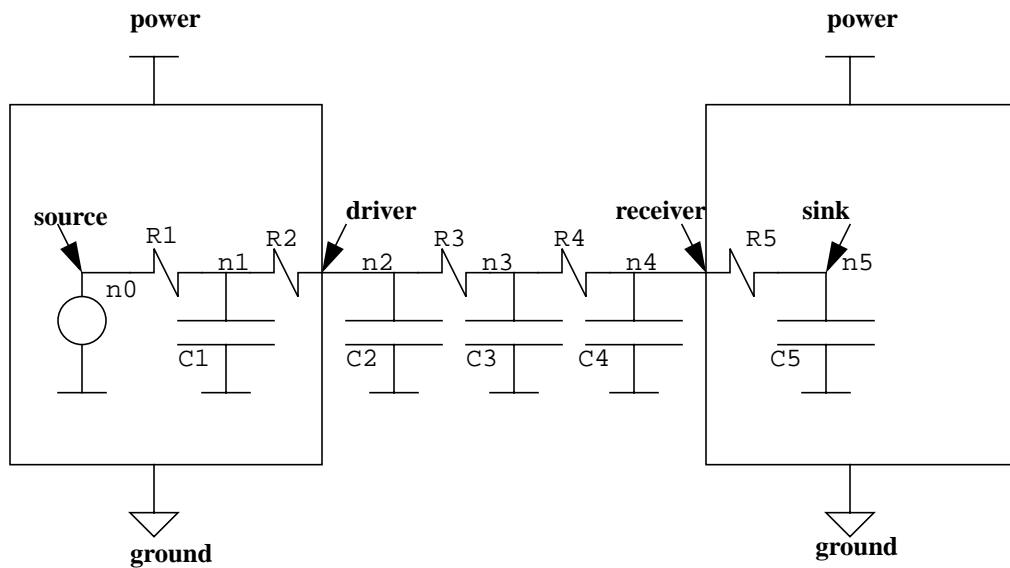 power power
source driver receiver sink
R1 R2 R3 R4 R5
n0 n1 n2 n3 n4 n5
C1 C2 C3 C4 C5
ground ground